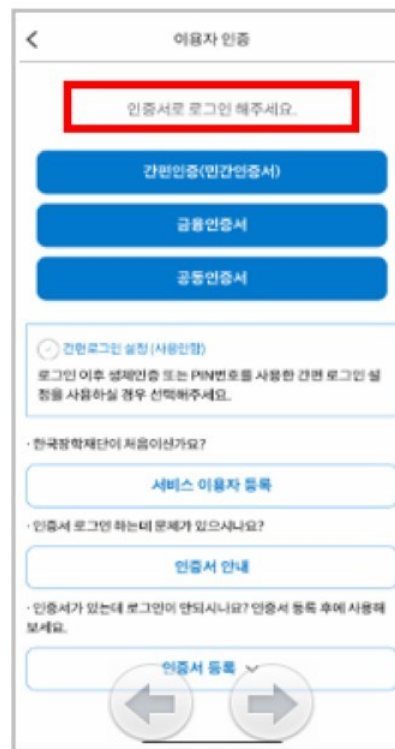 이용자 인증
인증서로 로그인 해주세요.
간편인증(민간인증서)
금융인증서
공동인증서
간편로그인 설정 (사용안함)
로그인 이후 생체인증 또는 PIN번호를 사용한 간편 로그인 설
정을 사용하실 경우 선택해주세요.
· 한국장학재단이 처음이신가요?
서비스 이용자 등록
· 인증서 로그인 하는데 문제가 있으시나요?
인증서 안내
· 인증서가 있는데 로그인이 안되시나요? 인증서 등록 후에 사용해
보세요.
인증서 등록